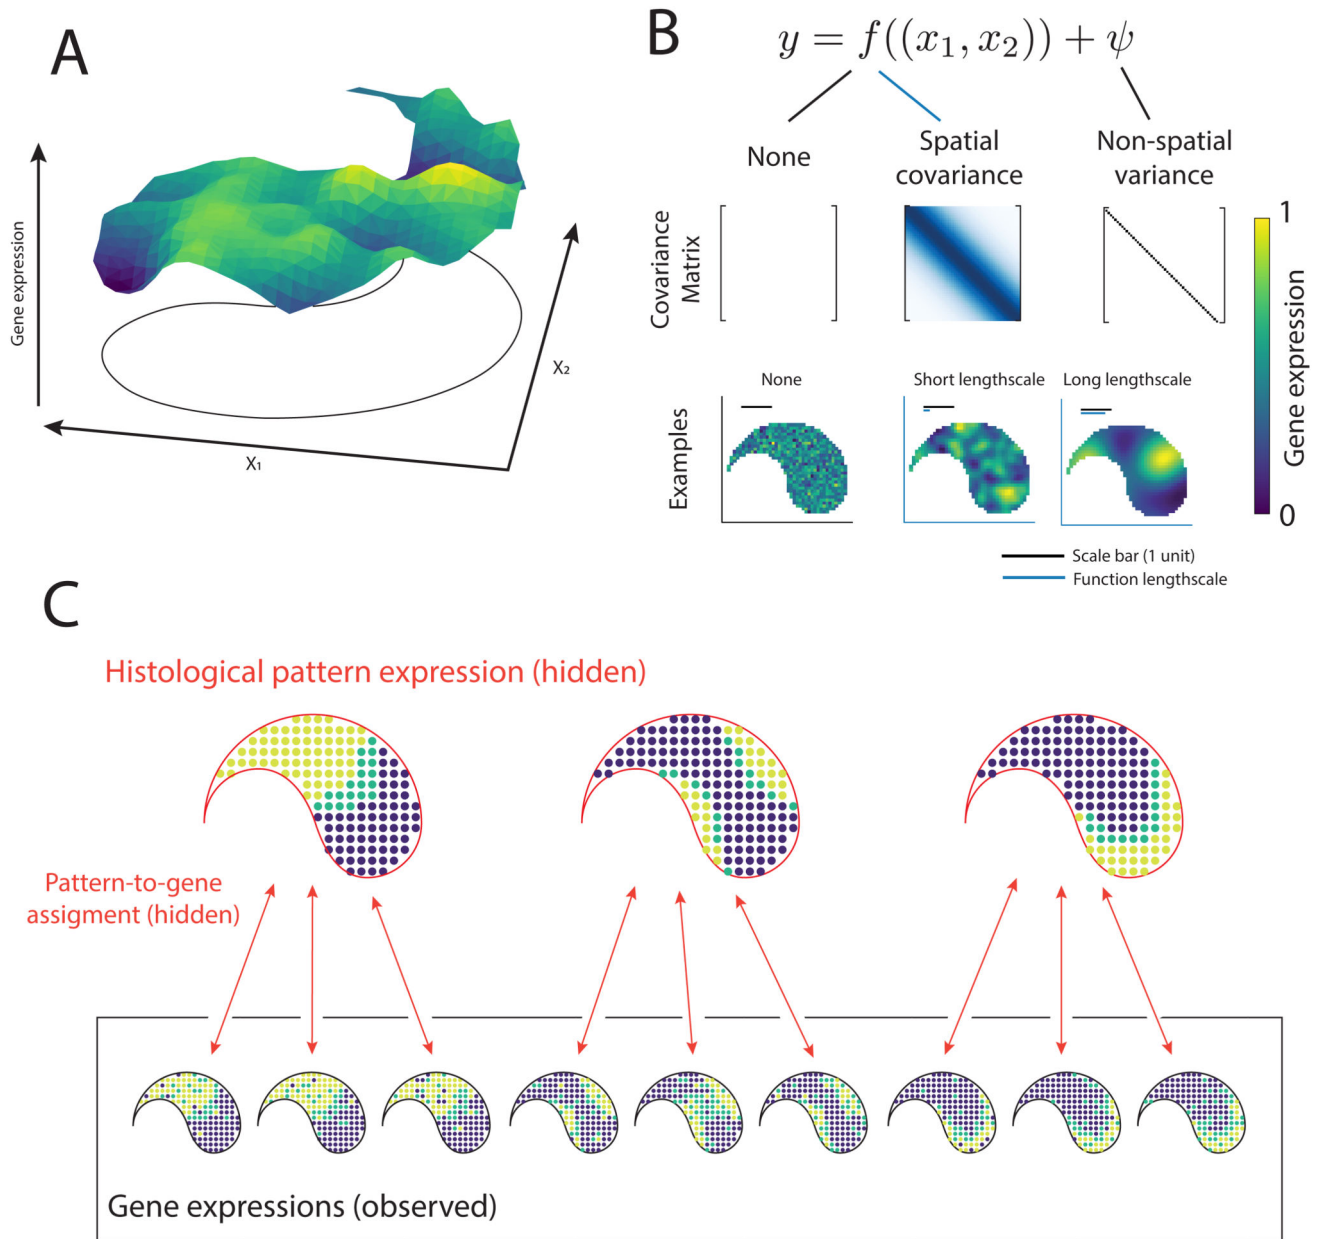 A
Gene expression
X₁
X₂
B
y = f((x₁, x₂)) + ψ
None
Spatial
covariance
Non-spatial
variance
Covariance
Matrix
Examples
None
Short lengthscale
Long lengthscale
1
Gene expression
0
Scale bar (1 unit)
Function lengthscale
C
Histological pattern expression (hidden)
Pattern-to-gene
assigment (hidden)
Gene expressions (observed)